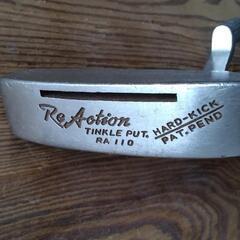 ReAction
TINKLE PUT.
RA 110
HARD-KICK
PAT.PEND